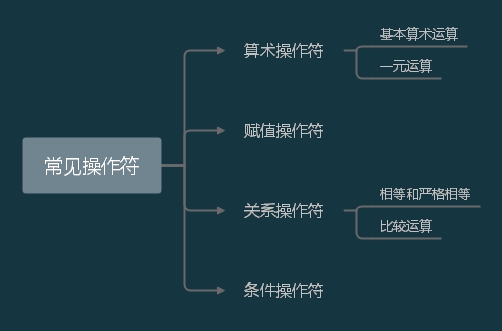 常见操作符
算术操作符
基本算术运算
一元运算
赋值操作符
关系操作符
相等和严格相等
比较运算
条件操作符